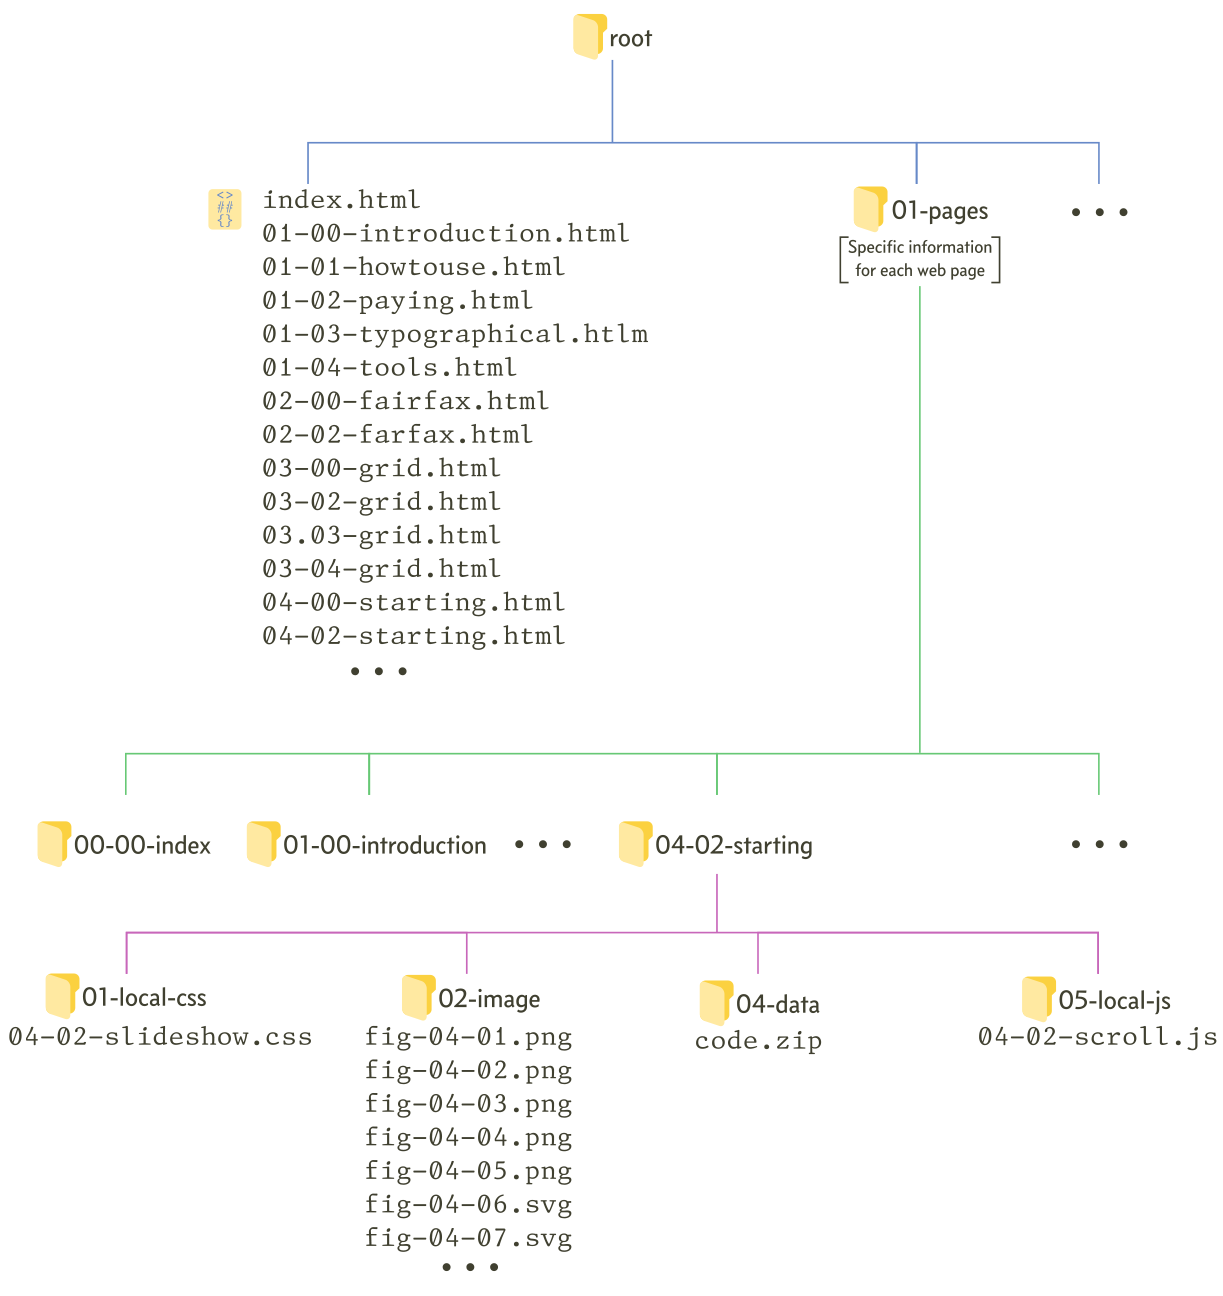 root
<>
##
{}
index.html
01-00-introduction.html
01-01-howtouse.html
01-02-paying.html
01-03-typographical.htlm
01-04-tools.html
02-00-fairfax.html
02-02-farfax.html
03-00-grid.html
03-02-grid.html
03.03-grid.html
03-04-grid.html
04-00-starting.html
04-02-starting.html
• • •
01-pages
[Specific information
for each web page]
• • •
00-00-index
01-00-introduction
• • •
04-02-starting
• • •
01-local-css
04-02-slideshow.css
02-image
fig-04-01.png
fig-04-02.png
fig-04-03.png
fig-04-04.png
fig-04-05.png
fig-04-06.svg
fig-04-07.svg
• • •
04-data
code.zip
05-local-js
04-02-scroll.js